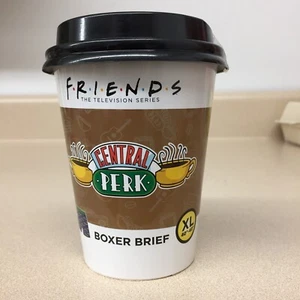 F·R·I·E·N·D·S
THE TELEVISION SERIES
CENTRAL
PERK
XL
BOXER BRIEF